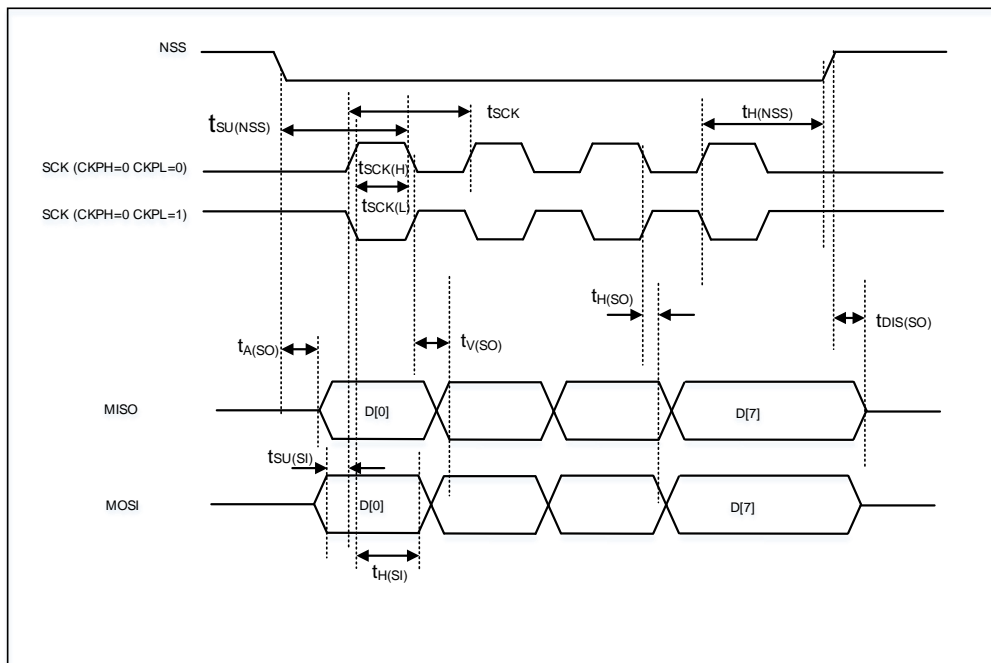 NSS
tSCK
tSU(NSS)
tH(NSS)
SCK (CKPH=0 CKPL=0)
tSCK(H)
tSCK(L)
SCK (CKPH=0 CKPL=1)
tH(SO)
tDIS(SO)
tA(SO)
tV(SO)
MISO
D[0]
D[7]
tSU(SI)
MOSI
D[0]
D[7]
tH(SI)